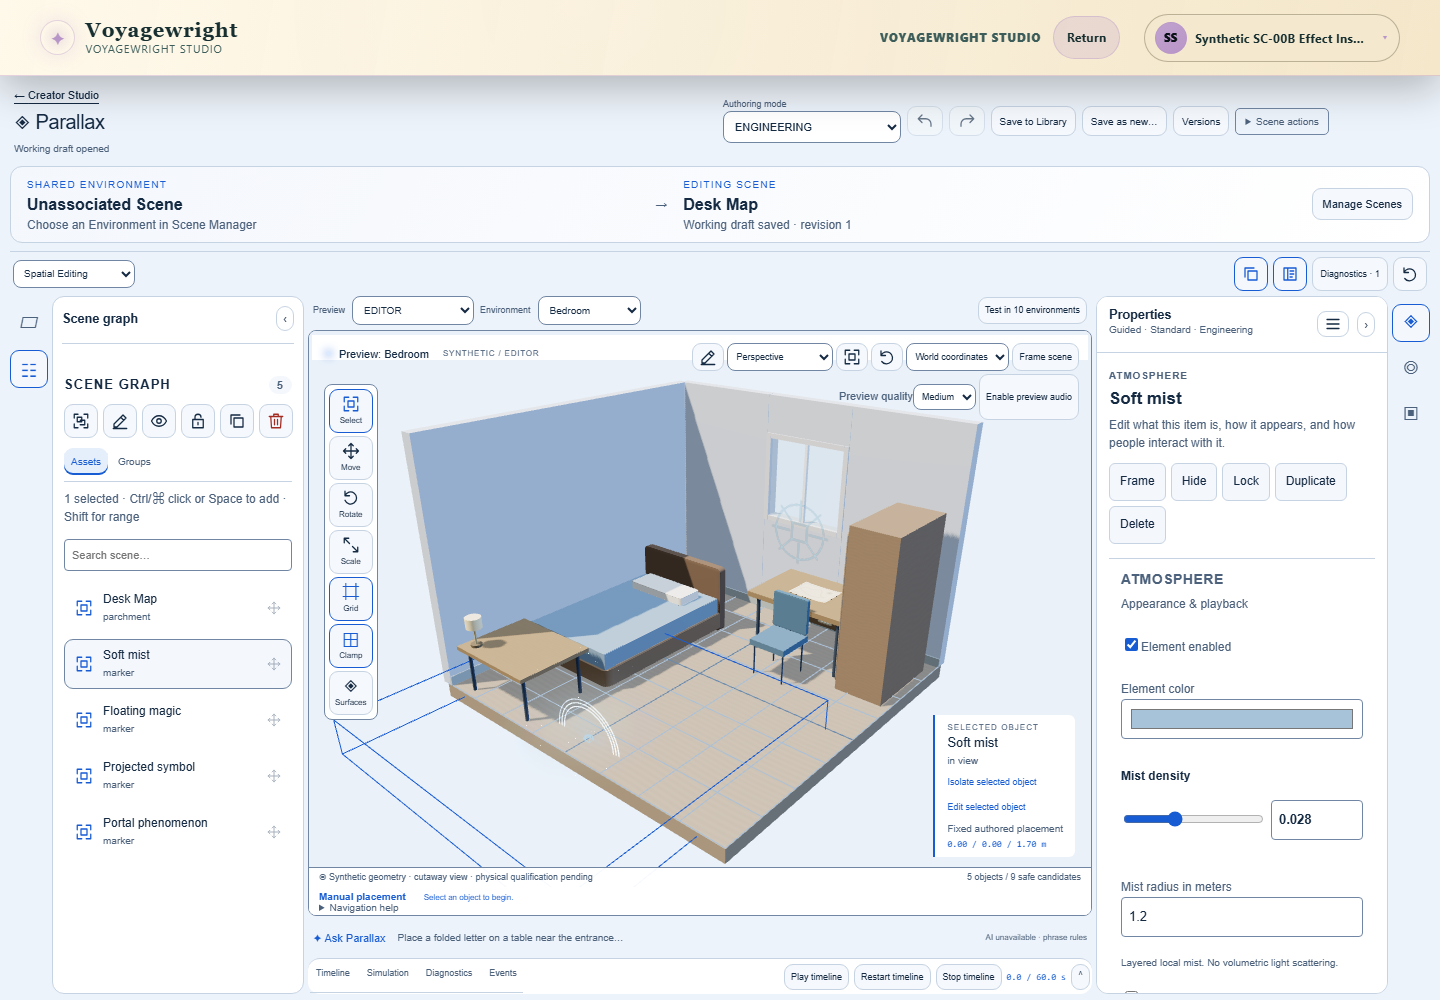 Voyagewright
VOYAGEWRIGHT STUDIO
VOYAGEWRIGHT STUDIO
Return
SS
Synthetic SC-00B Effect Ins...
← Creator Studio
Parallax
Working draft opened
Authoring mode
ENGINEERING
Save to Library
Save as new...
Versions
Scene actions
SHARED ENVIRONMENT
Unassociated Scene
Choose an Environment in Scene Manager
→
EDITING SCENE
Desk Map
Working draft saved · revision 1
Manage Scenes
Spatial Editing
Diagnostics · 1
Scene graph
SCENE GRAPH
5
Assets
Groups
1 selected · Ctrl/⌘ click or Space to add ·
Shift for range
Search scene...
Desk Map
parchment
Soft mist
marker
Floating magic
marker
Projected symbol
marker
Portal phenomenon
marker
Preview
EDITOR
Environment
Bedroom
Test in 10 environments
Preview: Bedroom
SYNTHETIC / EDITOR
Perspective
World coordinates
Frame scene
Preview quality
Medium
Enable preview audio
Select
Move
Rotate
Scale
Grid
Clamp
Surfaces
SELECTED OBJECT
Soft mist
in view
Isolate selected object
Edit selected object
Fixed authored placement
0.00 / 0.00 / 1.70 m
Synthetic geometry · cutaway view · physical qualification pending
5 objects / 9 safe candidates
Manual placement
Select an object to begin.
Navigation help
Ask Parallax
Place a folded letter on a table near the entrance...
AI unavailable · phrase rules
Timeline
Simulation
Diagnostics
Events
Play timeline
Restart timeline
Stop timeline
0.0 / 60.0 s
Properties
Guided · Standard · Engineering
ATMOSPHERE
Soft mist
Edit what this item is, how it appears, and how
people interact with it.
Frame
Hide
Lock
Duplicate
Delete
ATMOSPHERE
Appearance & playback
Element enabled
Element color
Mist density
0.028
Mist radius in meters
1.2
Layered local mist. No volumetric light scattering.